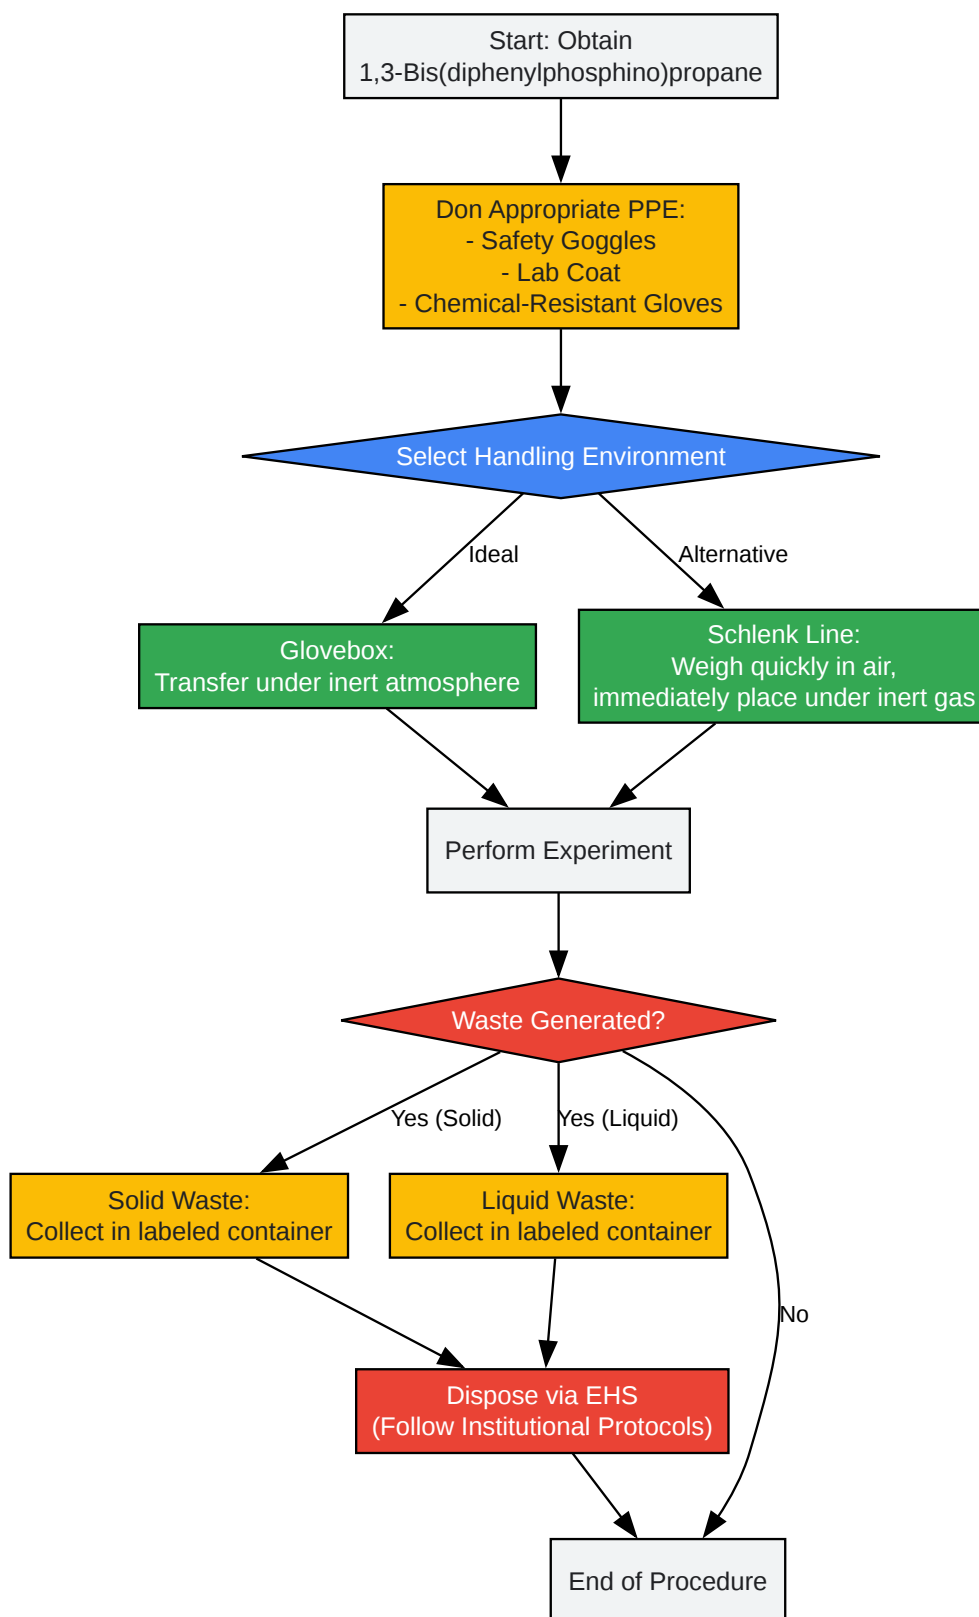 Start: Obtain
1,3-Bis(diphenylphosphino)propane
Don Appropriate PPE:
- Safety Goggles
- Lab Coat
- Chemical-Resistant Gloves
Select Handling Environment
Ideal
Alternative
Glovebox:
Transfer under inert atmosphere
Schlenk Line:
Weigh quickly in air,
immediately place under inert gas
Perform Experiment
Waste Generated?
Yes (Solid)
Yes (Liquid)
Solid Waste:
Collect in labeled container
Liquid Waste:
Collect in labeled container
No
Dispose via EHS
(Follow Institutional Protocols)
End of Procedure